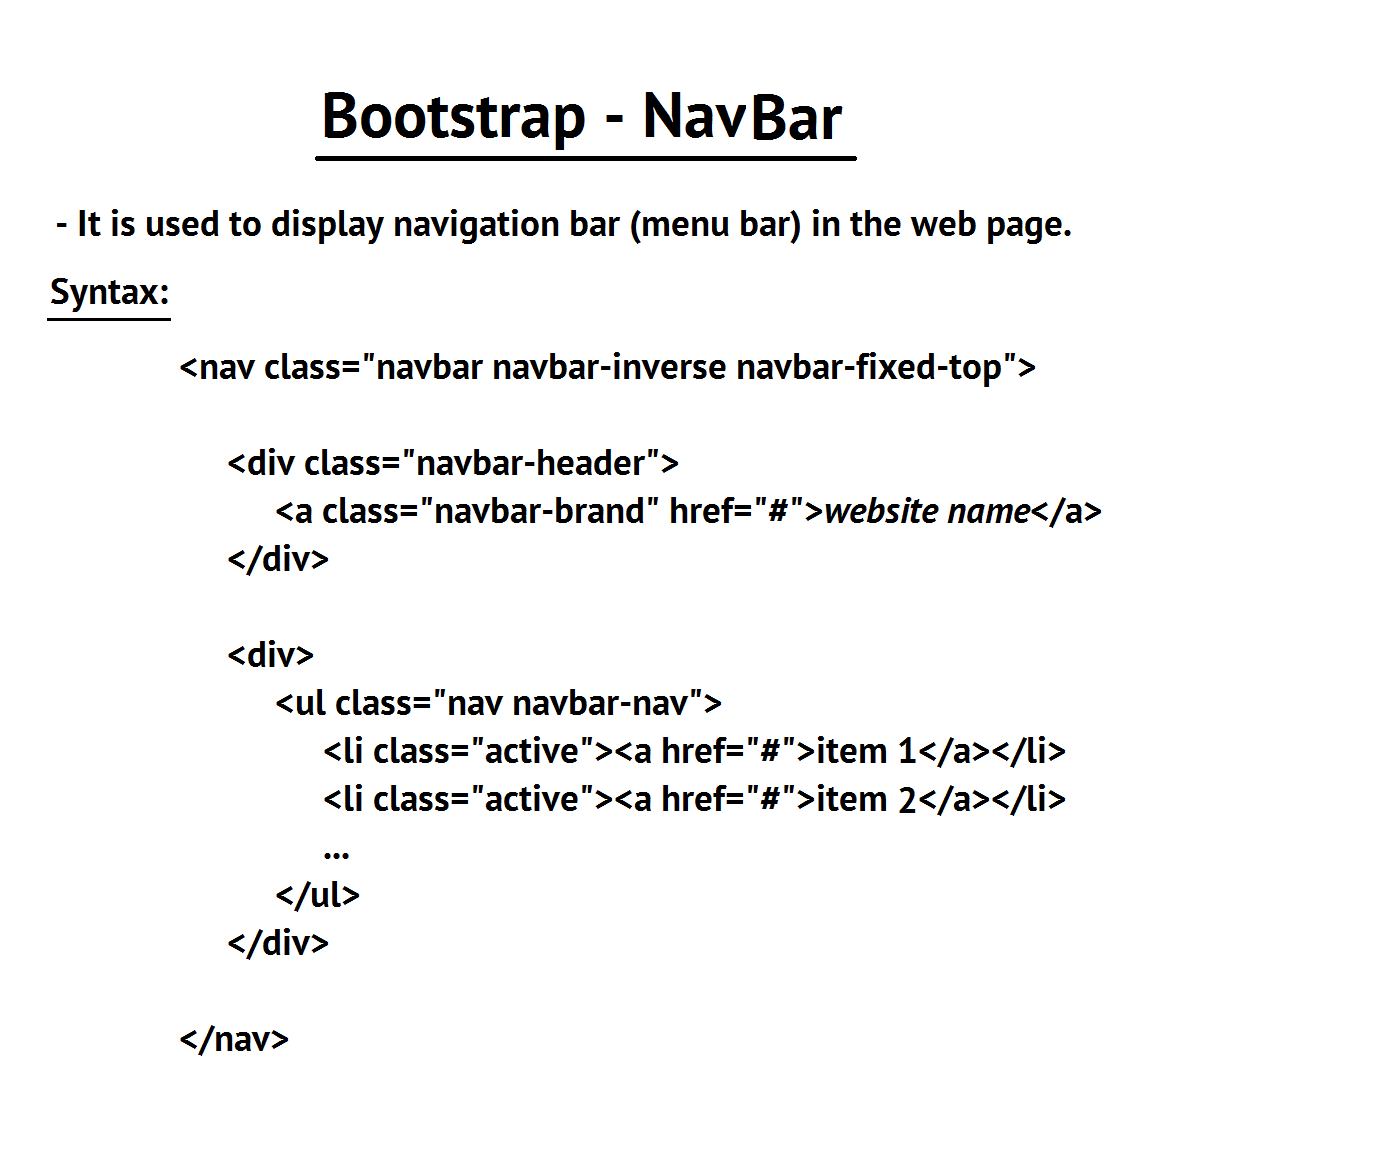 Bootstrap - NavBar
- It is used to display navigation bar (menu bar) in the web page.
Syntax:
<nav class="navbar navbar-inverse navbar-fixed-top">
<div class="navbar-header">
<a class="navbar-brand" href="#">website name</a>
</div>
<div>
<ul class="nav navbar-nav">
<li class="active"><a href="#">item 1</a></li>
<li class="active"><a href="#">item 2</a></li>
...
</ul>
</div>
</nav>